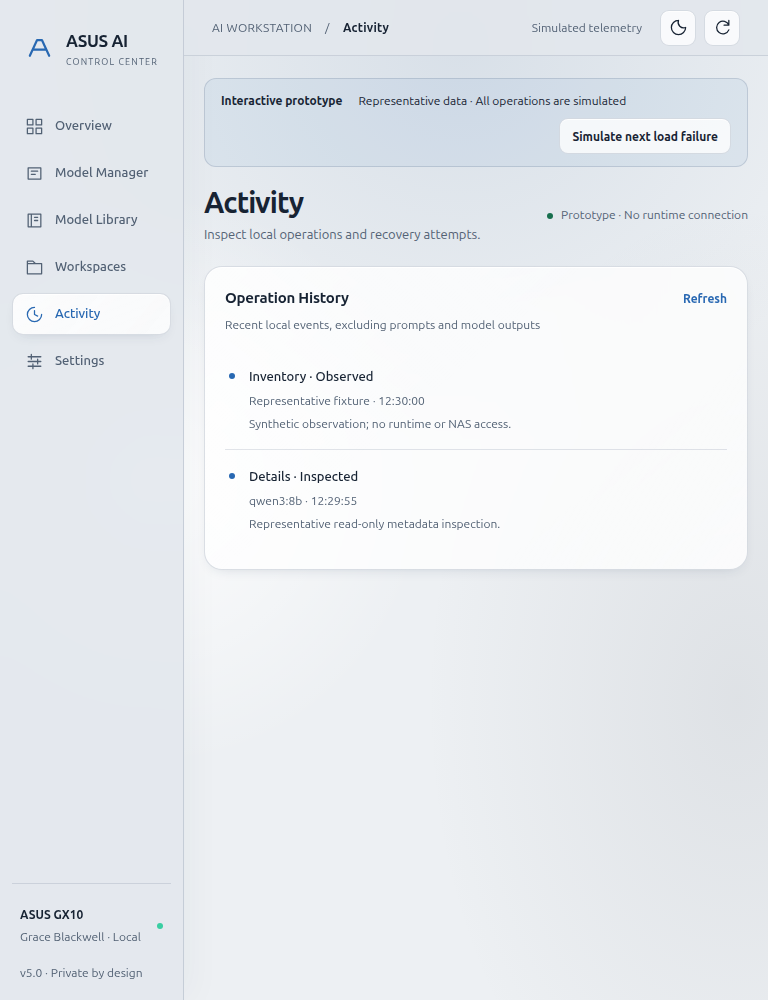 ASUS AI
CONTROL CENTER
Overview
Model Manager
Model Library
Workspaces
Activity
Settings
ASUS GX10
Grace Blackwell · Local
v5.0 · Private by design
AI WORKSTATION / Activity
Simulated telemetry
Interactive prototype Representative data · All operations are simulated
Simulate next load failure
Activity
Inspect local operations and recovery attempts.
Prototype · No runtime connection
Operation History
Refresh
Recent local events, excluding prompts and model outputs
Inventory · Observed
Representative fixture · 12:30:00
Synthetic observation; no runtime or NAS access.
Details · Inspected
qwen3:8b · 12:29:55
Representative read-only metadata inspection.